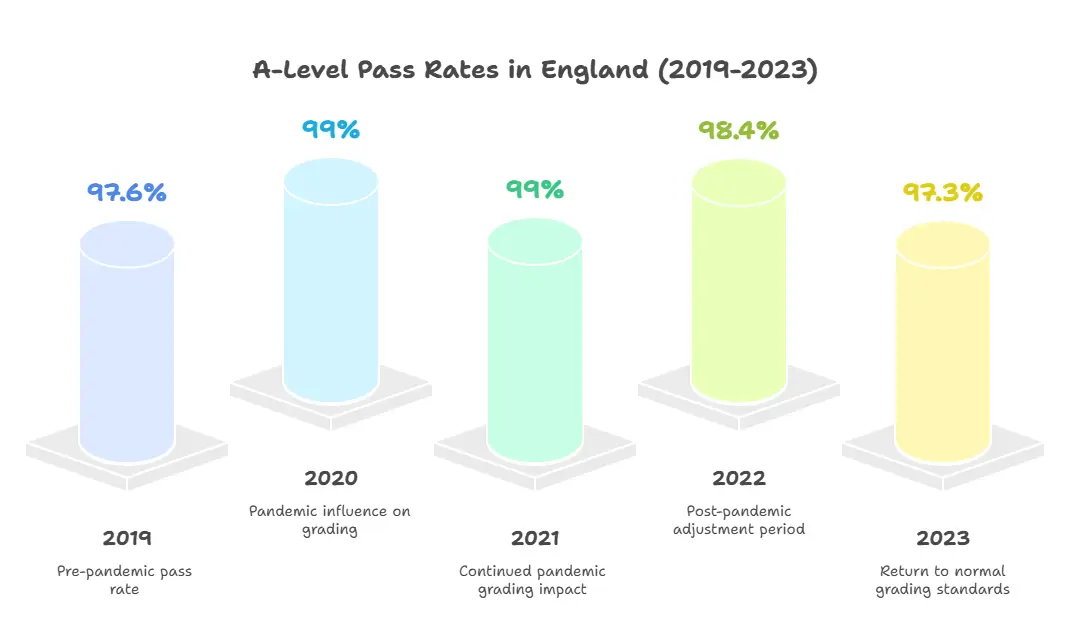 A-Level Pass Rates in England (2019-2023)
97.6%
2019
Pre-pandemic pass
rate
99%
2020
Pandemic influence on
grading
99%
2021
Continued pandemic
grading impact
98.4%
2022
Post-pandemic
adjustment period
97.3%
2023
Return to normal
grading standards